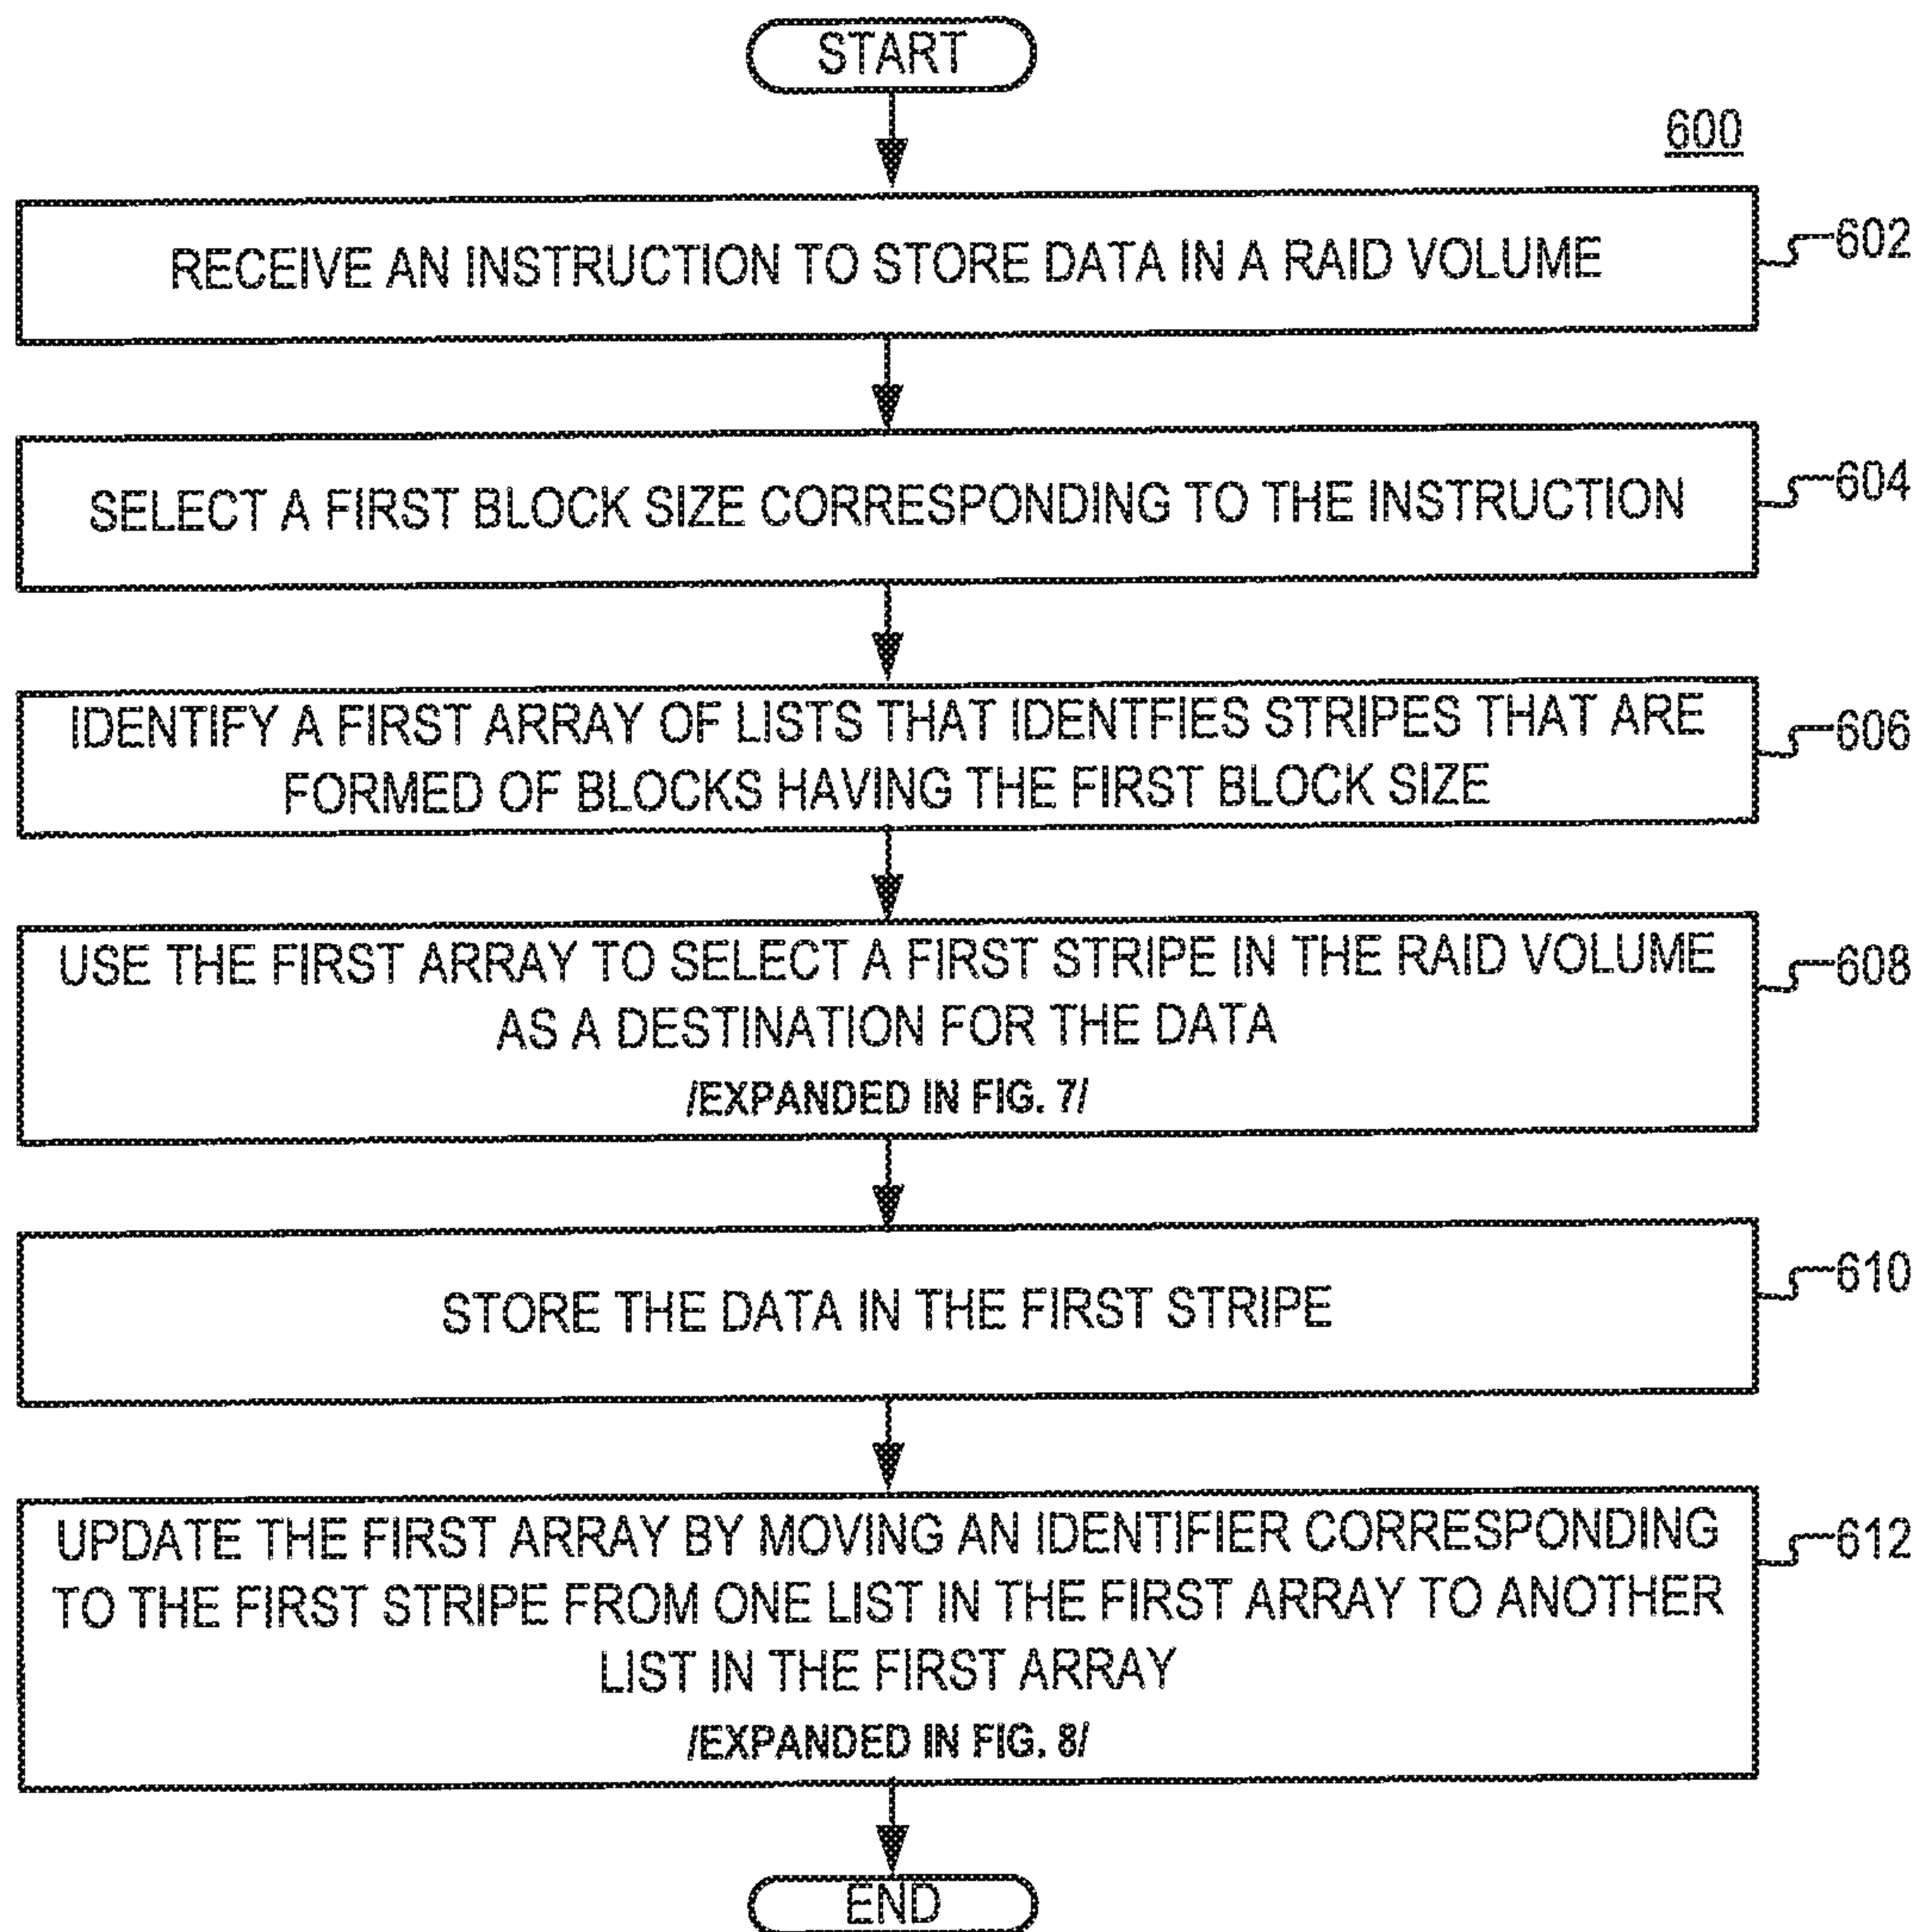 START
600
RECEIVE AN INSTRUCTION TO STORE DATA IN A RAID VOLUME
602
SELECT A FIRST BLOCK SIZE CORRESPONDING TO THE INSTRUCTION
604
IDENTIFY A FIRST ARRAY OF LISTS THAT IDENTFIES STRIPES THAT ARE
FORMED OF BLOCKS HAVING THE FIRST BLOCK SIZE
606
USE THE FIRST ARRAY TO SELECT A FIRST STRIPE IN THE RAID VOLUME
AS A DESTINATION FOR THE DATA
/EXPANDED IN FIG. 7/
608
STORE THE DATA IN THE FIRST STRIPE
610
UPDATE THE FIRST ARRAY BY MOVING AN IDENTIFIER CORRESPONDING
TO THE FIRST STRIPE FROM ONE LIST IN THE FIRST ARRAY TO ANOTHER
LIST IN THE FIRST ARRAY
/EXPANDED IN FIG. 8/
612
END